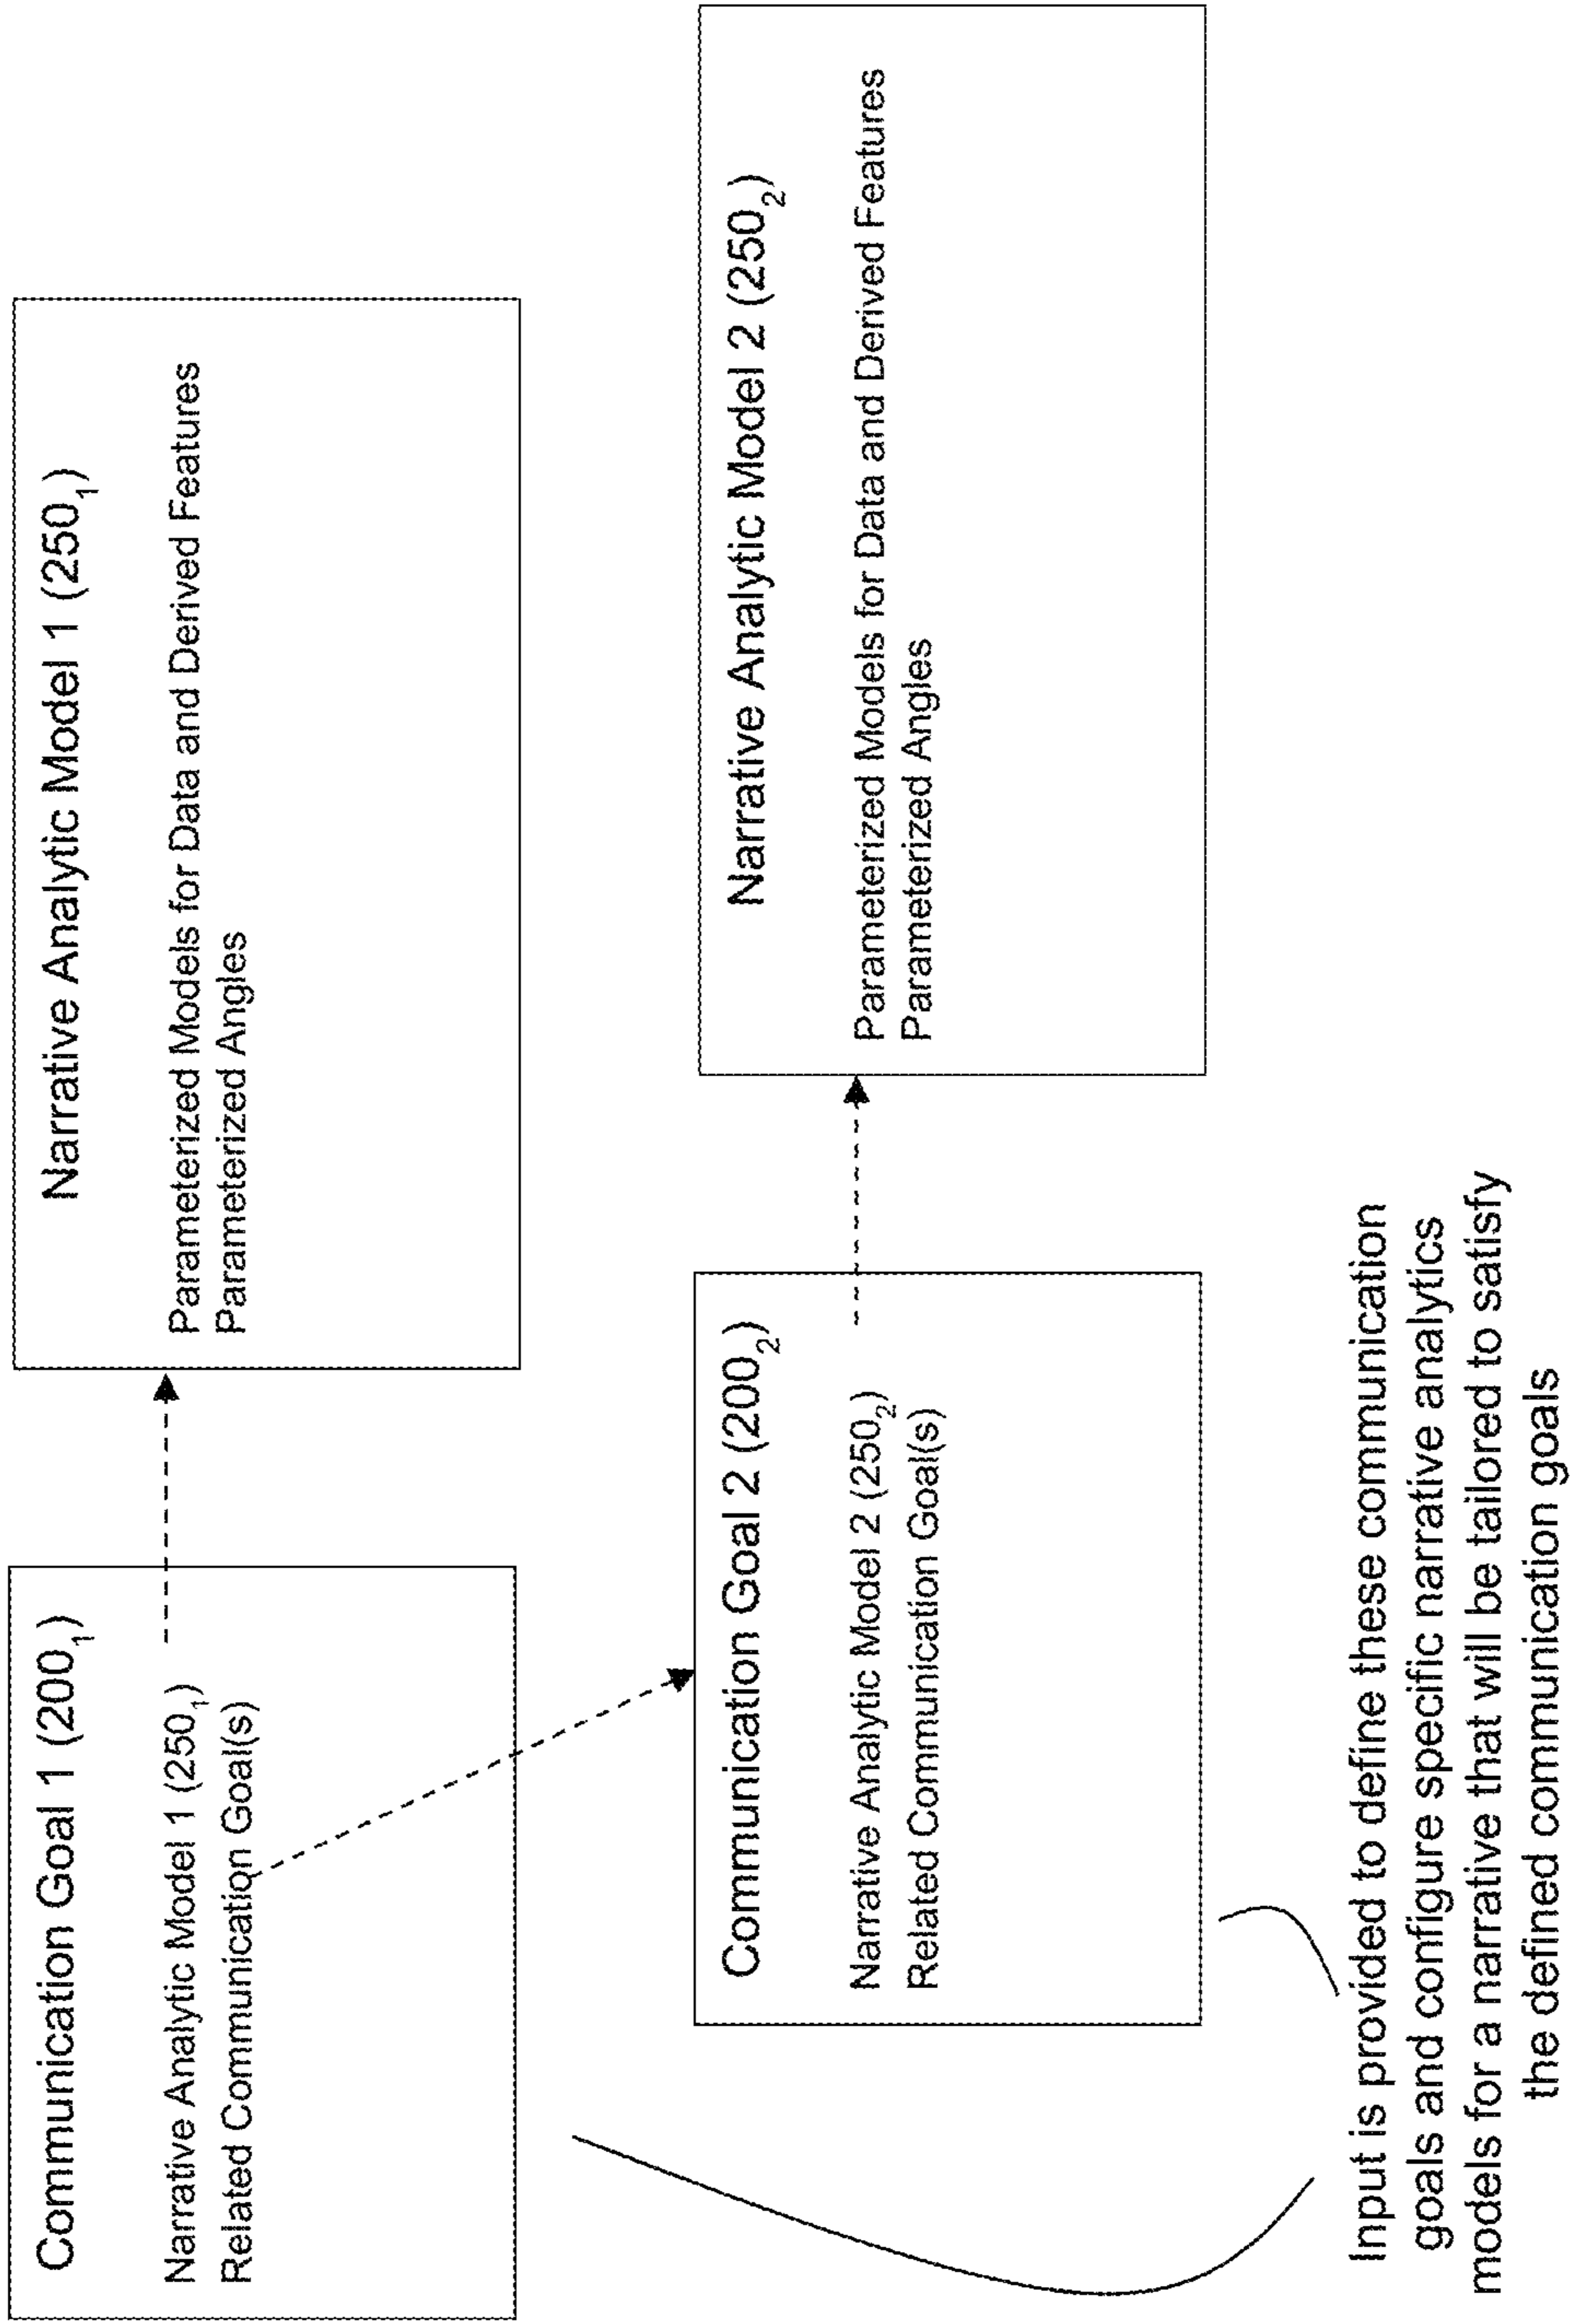 Communication Goal 1 (200₁)
Narrative Analytic Model 1 (250₁)
Related Communication Goal(s)
Narrative Analytic Model 1 (250₁)
Parameterized Models for Data and Derived Features
Parameterized Angles
Communication Goal 2 (200₂)
Narrative Analytic Model 2 (250₂)
Related Communication Goal(s)
Narrative Analytic Model 2 (250₂)
Parameterized Models for Data and Derived Features
Parameterized Angles
Input is provided to define these communication
goals and configure specific narrative analytics
models for a narrative that will be tailored to satisfy
the defined communication goals